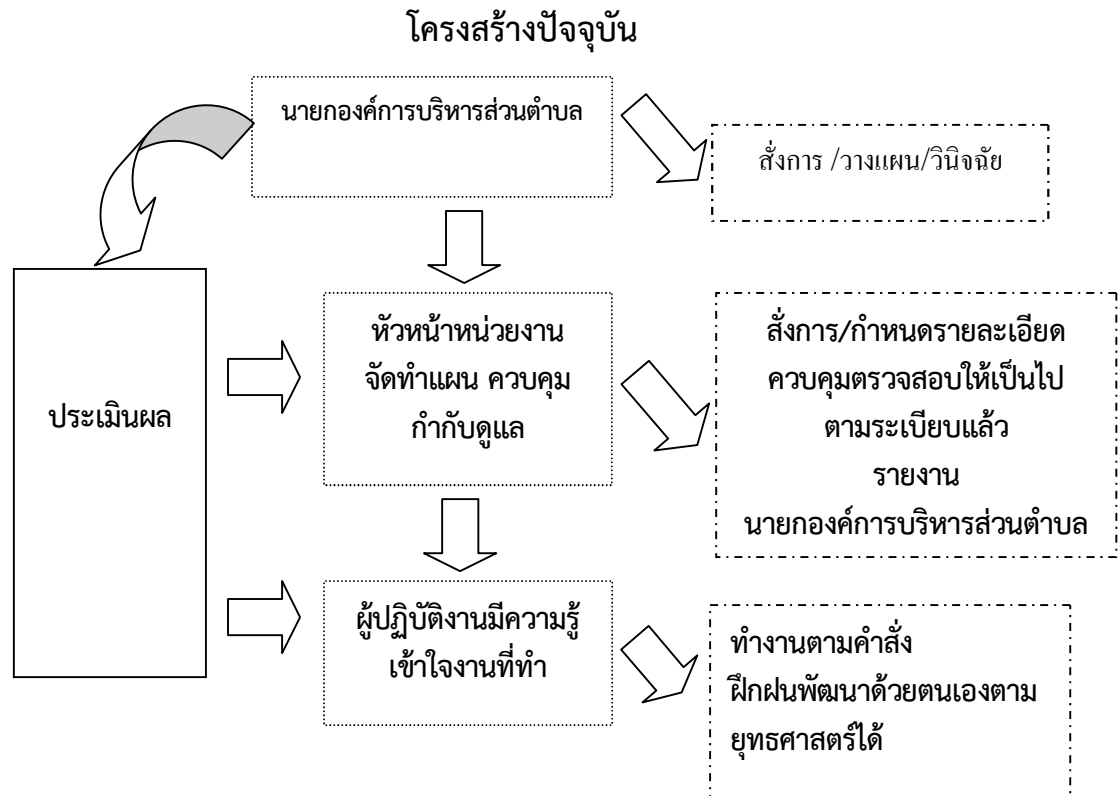 โครงสร้างปัจจุบัน
นายกองค์การบริหารส่วนตำบล
สั่งการ /วางแผน/วินิจฉัย
ประเมินผล
หัวหน้าหน่วยงาน
จัดทำแผน ควบคุม
กำกับดูแล
สั่งการ/กำหนดรายละเอียด
ควบคุมตรวจสอบให้เป็นไป
ตามระเบียบแล้ว
รายงาน
นายกองค์การบริหารส่วนตำบล
ผู้ปฏิบัติงานมีความรู้
เข้าใจงานที่ทำ
ทำงานตามคำสั่ง
ฝึกฝนพัฒนาด้วยตนเองตาม
ยุทธศาสตร์ได้